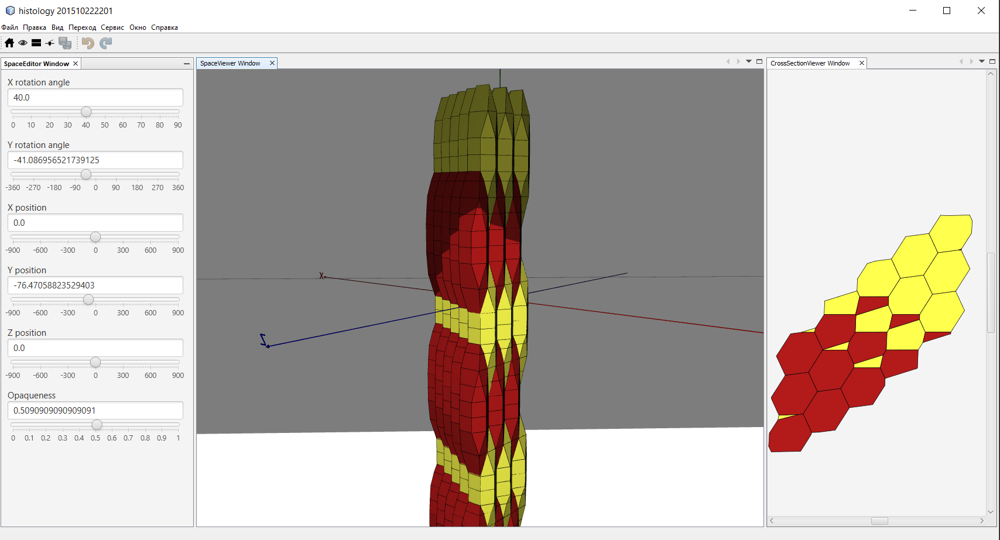 histology 201510222201
Файл Правка Вид Переход Сервис Окно Справка
SpaceEditor Window
X rotation angle
40.0
0 10 20 30 40 50 60 70 80 90
Y rotation angle
-41.086956521739125
-360 -270 -180 -90 0 90 180 270 360
X position
0.0
-900 -600 -300 0 300 600 900
Y position
-76.47058823529403
-900 -600 -300 0 300 600 900
Z position
0.0
-900 -600 -300 0 300 600 900
Opaqueness
0.5090909090909091
0 0.1 0.2 0.3 0.4 0.5 0.6 0.7 0.8 0.9 1
SpaceViewer Window
X
Z
CrossSectionViewer Window